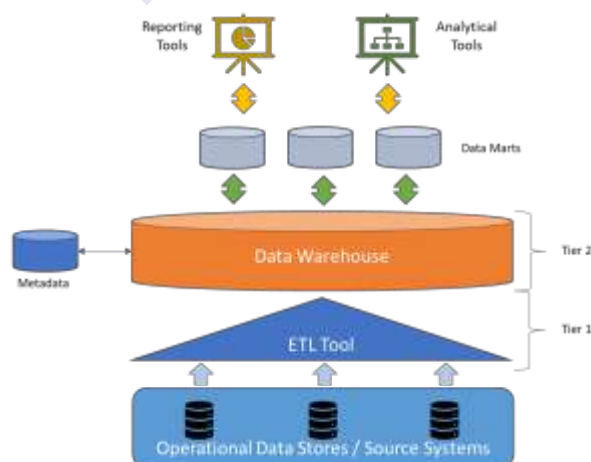 Reporting
Tools
Analytical
Tools
Data Marts
Data Warehouse
Tier 2
Metadata
Tier 1
ETL Tool
Operational Data Stores / Source Systems